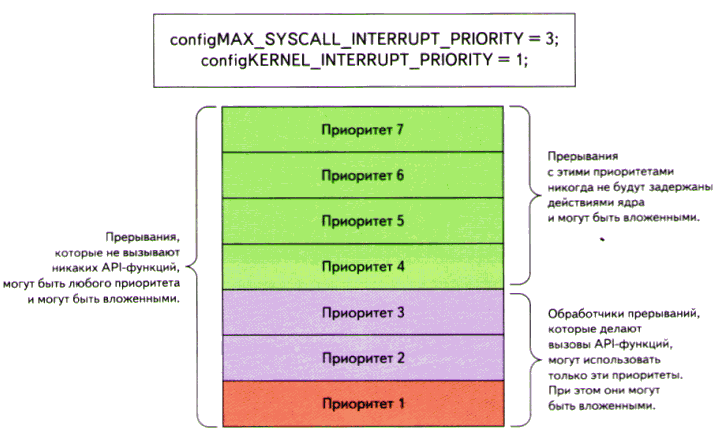 configMAX_SYSCALL_INTERRUPT_PRIORITY = 3;
configKERNEL_INTERRUPT_PRIORITY = 1;
Приоритет 7
Приоритет 6
Приоритет 5
Приоритет 4
Приоритет 3
Приоритет 2
Приоритет 1
Прерывания,
которые не вызывают
никаких API-функций,
могут быть любого приоритета
и могут быть вложенными.
Прерывания
с этими приоритетами
никогда не будут задержаны
действиями ядра
и могут быть вложенными.
Обработчики прерываний,
которые делают
вызовы API-функций,
могут использовать
только эти приоритеты.
При этом они могут
быть вложенными.